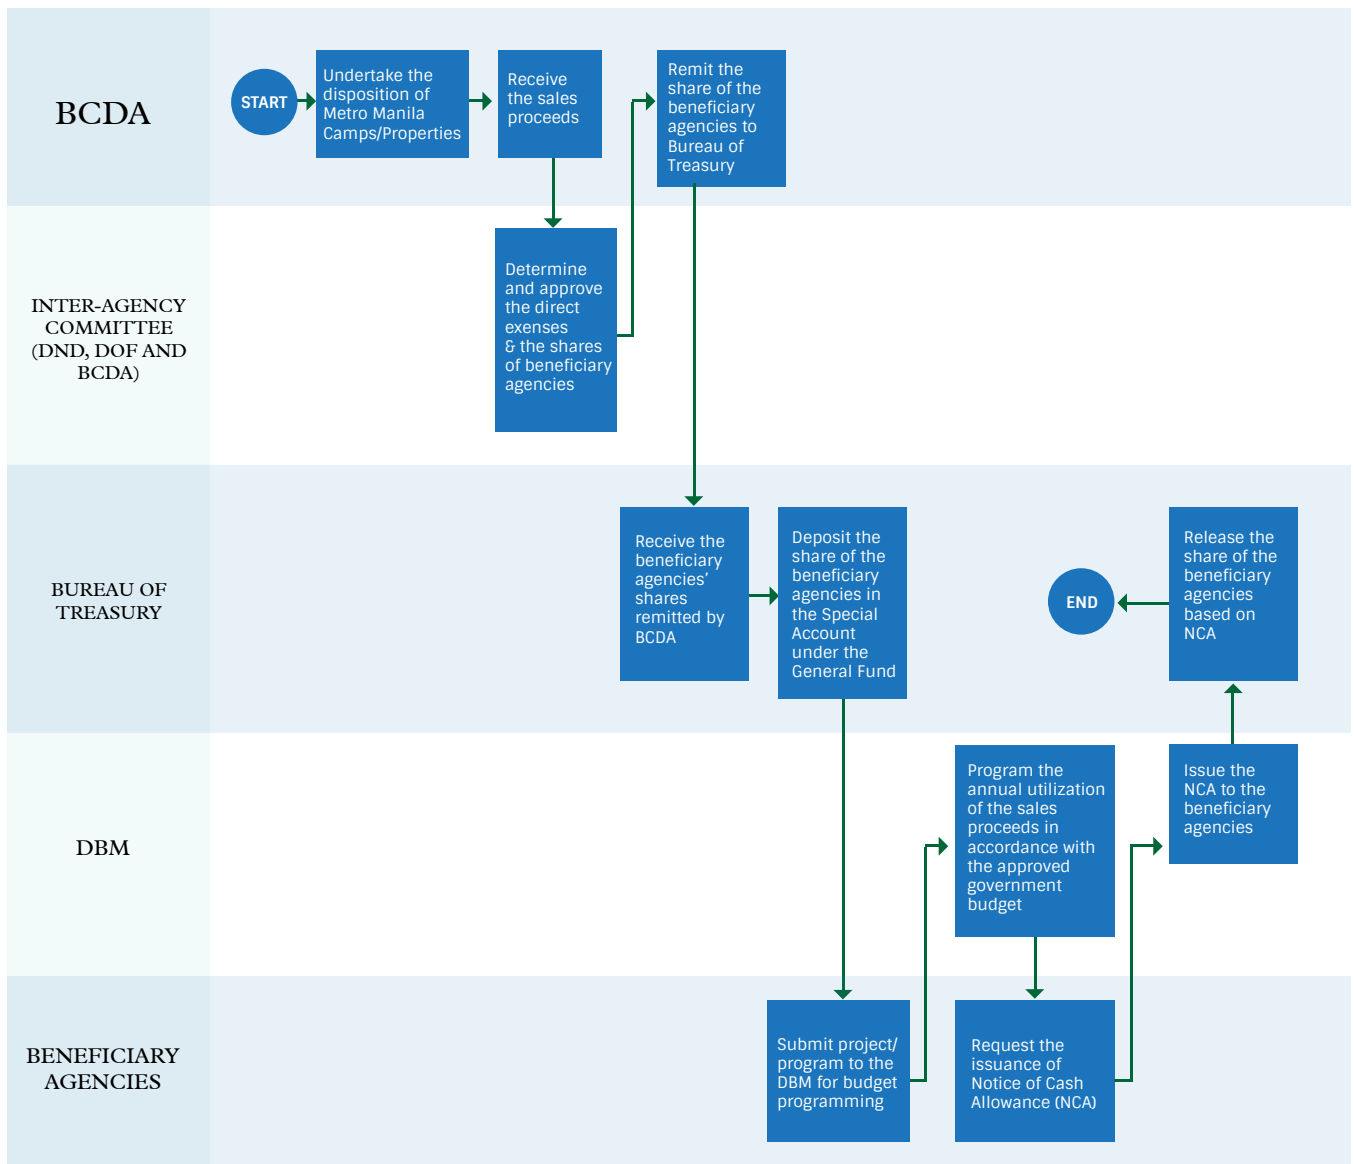 BCDA
START
Undertake the
disposition of
Metro Manila
Camps/Properties
Receive
the sales
proceeds
Remit the
share of the
beneficiary
agencies to
Bureau of
Treasury
INTER-AGENCY
COMMITTEE
(DND, DOF AND
BCDA)
Determine
and approve
the direct
exenses
& the shares
of beneficiary
agencies
BUREAU OF
TREASURY
Receive the
beneficiary
agencies’
shares
remitted by
BCDA
Deposit the
share of the
beneficiary
agencies in
the Special
Account
under the
General Fund
END
Release the
share of the
beneficiary
agencies
based on
NCA
DBM
Program the
annual utilization
of the sales
proceeds in
accordance with
the approved
government
budget
Issue the
NCA to the
beneficiary
agencies
BENEFICIARY
AGENCIES
Submit project/
program to the
DBM for budget
programming
Request the
issuance of
Notice of Cash
Allowance (NCA)